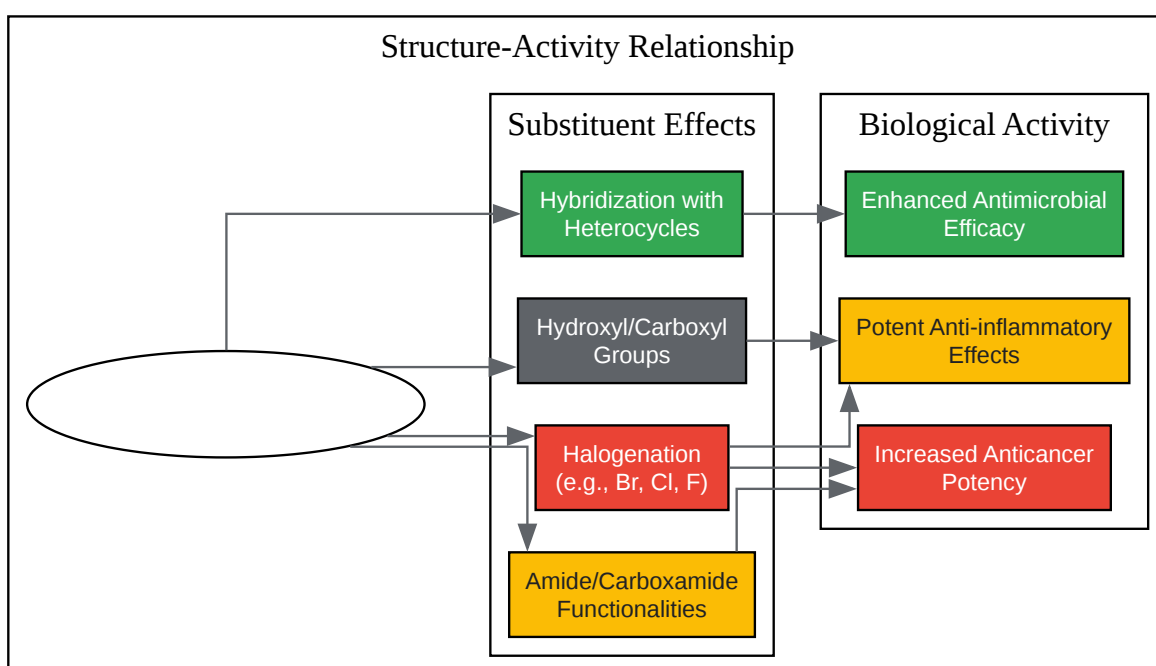 Structure-Activity Relationship
Substituent Effects
Biological Activity
Hybridization with
Heterocycles
Enhanced Antimicrobial
Efficacy
Hydroxyl/Carboxyl
Groups
Potent Anti-inflammatory
Effects
Halogenation
(e.g., Br, Cl, F)
Increased Anticancer
Potency
Amide/Carboxamide
Functionalities